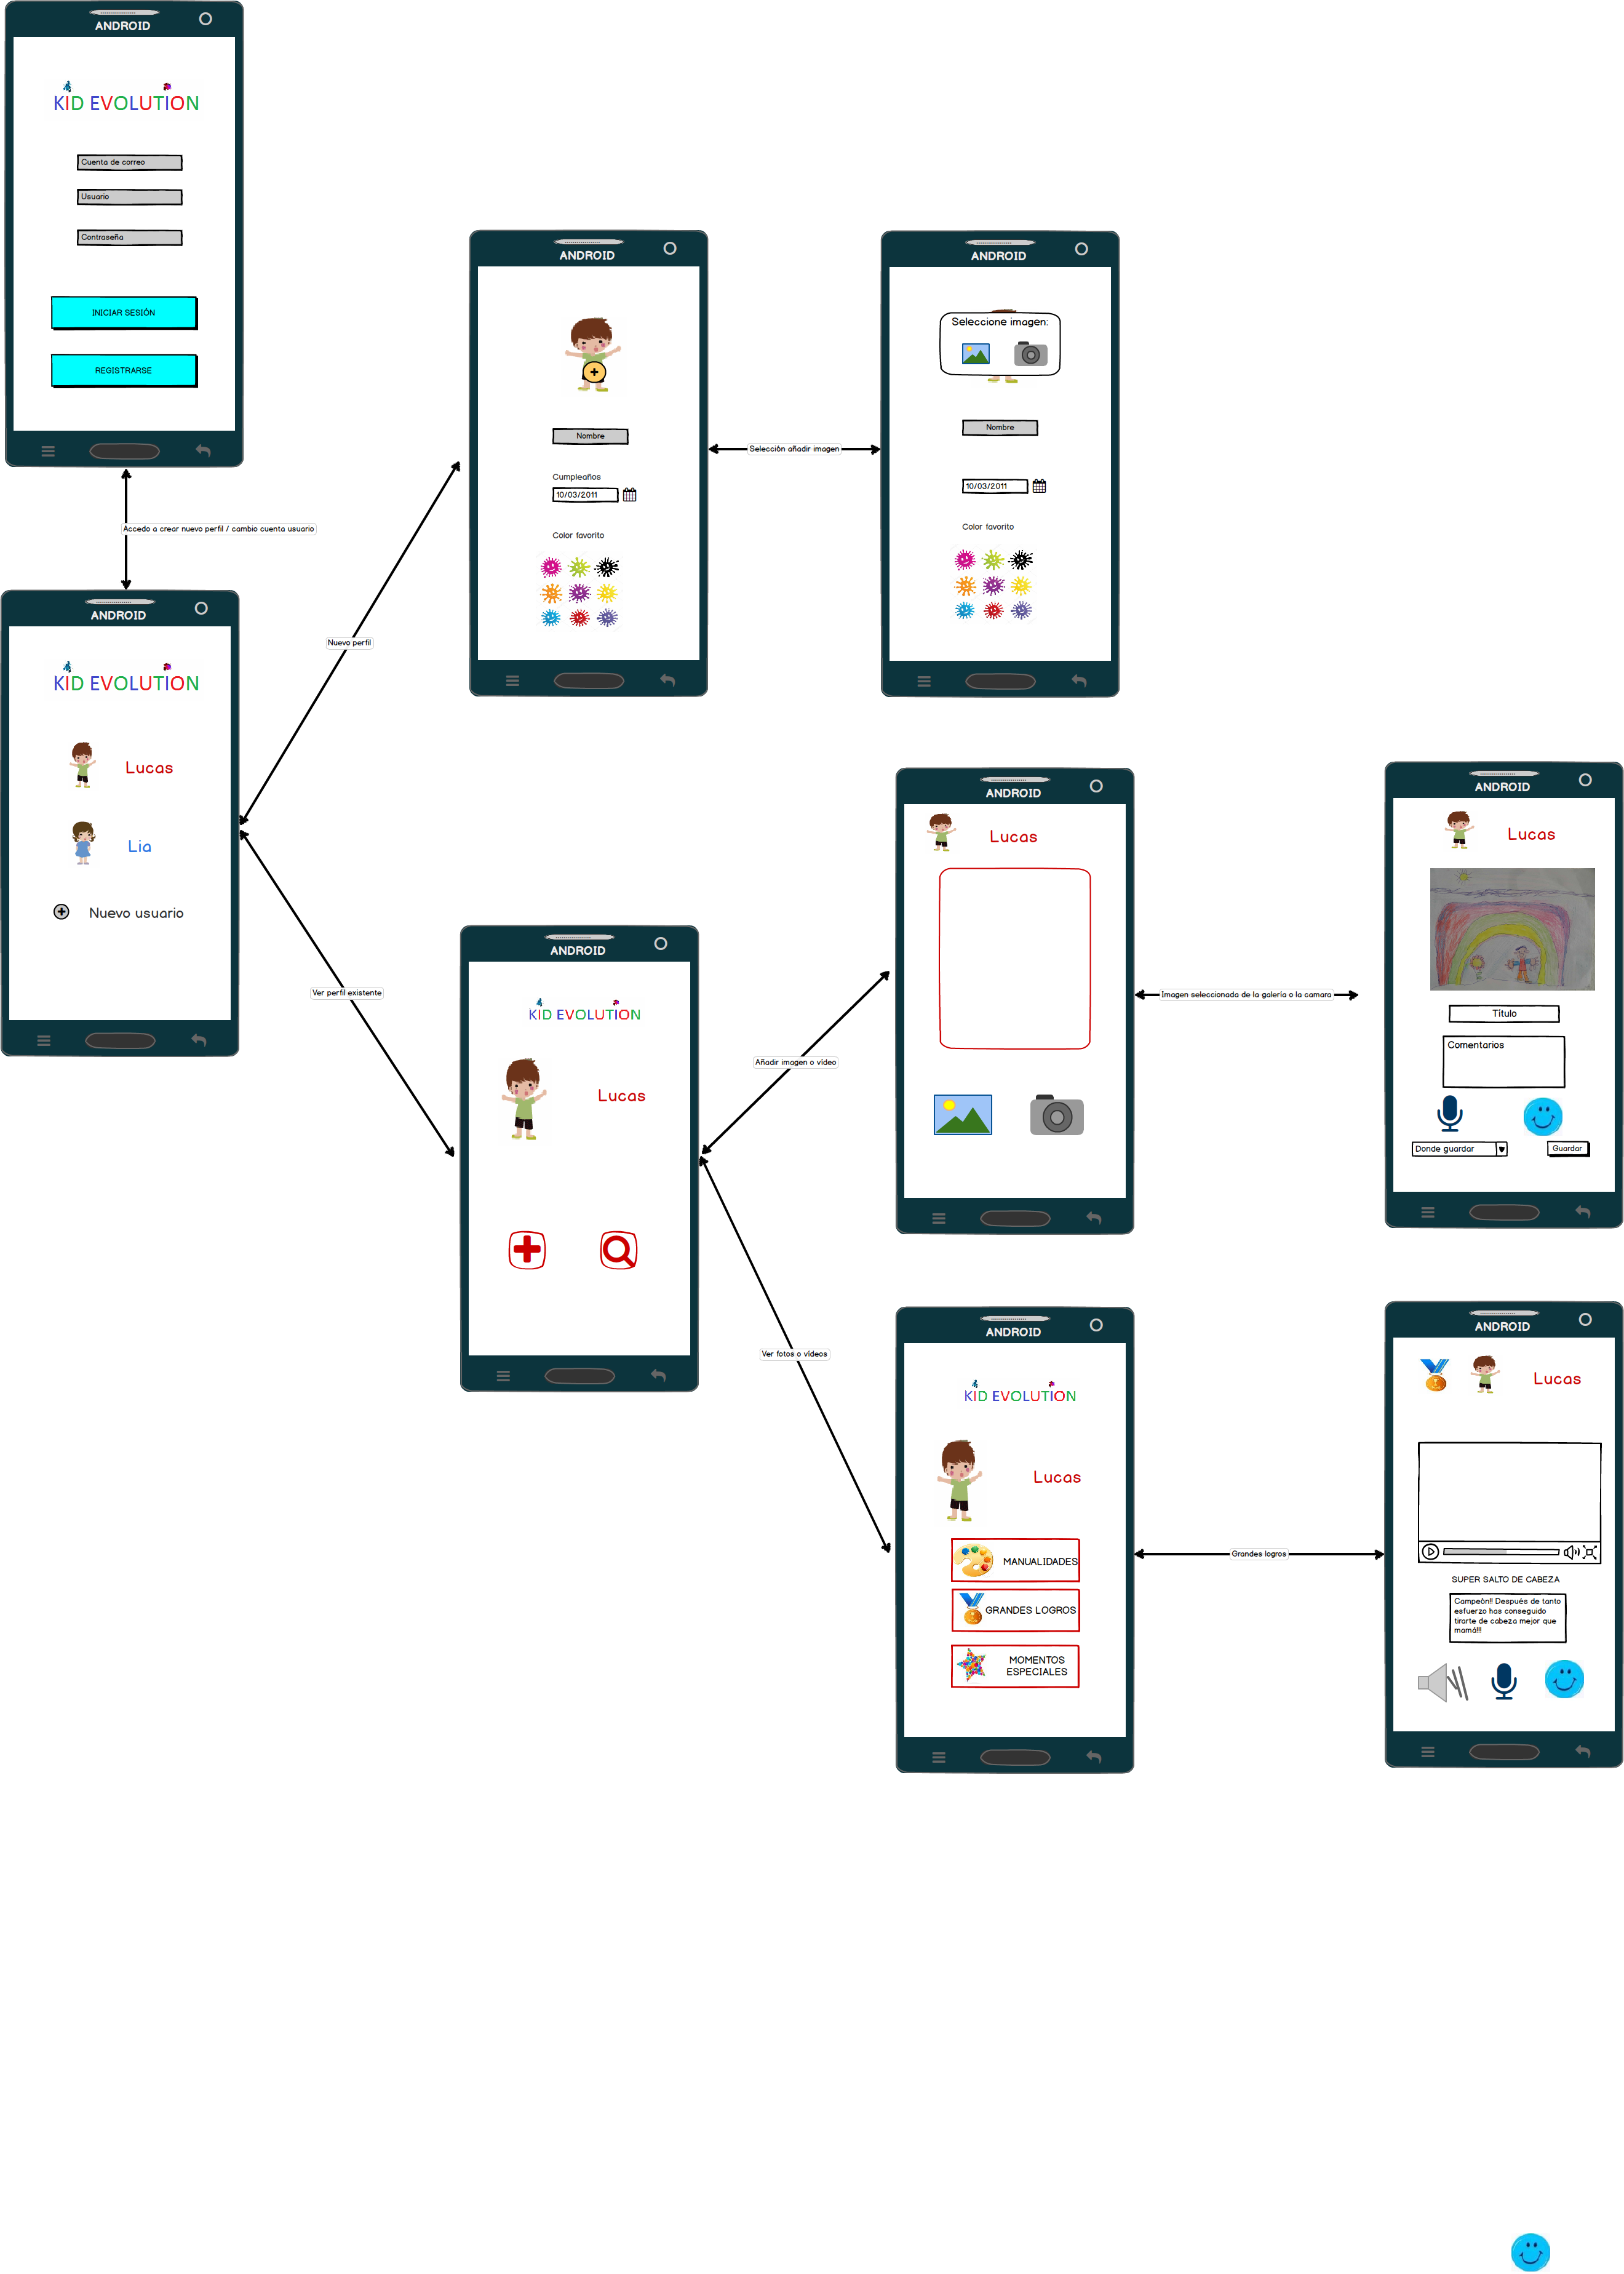 ANDROID
KID EVOLUTION
Cuenta de correo
Usuario
Contraseña
INICIAR SESIÓN
REGISTRARSE
Accedo a crear nuevo perfil / cambio cuenta usuario
ANDROID
KID EVOLUTION
Lucas
Lia
Nuevo usuario
Nuevo perfil
Ver perfil existente
ANDROID
Nombre
Cumpleaños
10/03/2011
Color favorito
Selección añadir imagen
ANDROID
Seleccione imagen:
Nombre
10/03/2011
Color favorito
ANDROID
KID EVOLUTION
Lucas
Añadir imagen o vídeo
Ver fotos o vídeos
ANDROID
Lucas
Imagen seleccionada de la galería o la camara
ANDROID
Lucas
Título
Comentarios
Donde guardar
Guardar
ANDROID
KID EVOLUTION
Lucas
MANUALIDADES
GRANDES LOGROS
MOMENTOS
ESPECIALES
Grandes logros
ANDROID
Lucas
SUPER SALTO DE CABEZA
Campeón!! Después de tanto
esfuerzo has conseguido
tirarte de cabeza mejor que
mamá!!!